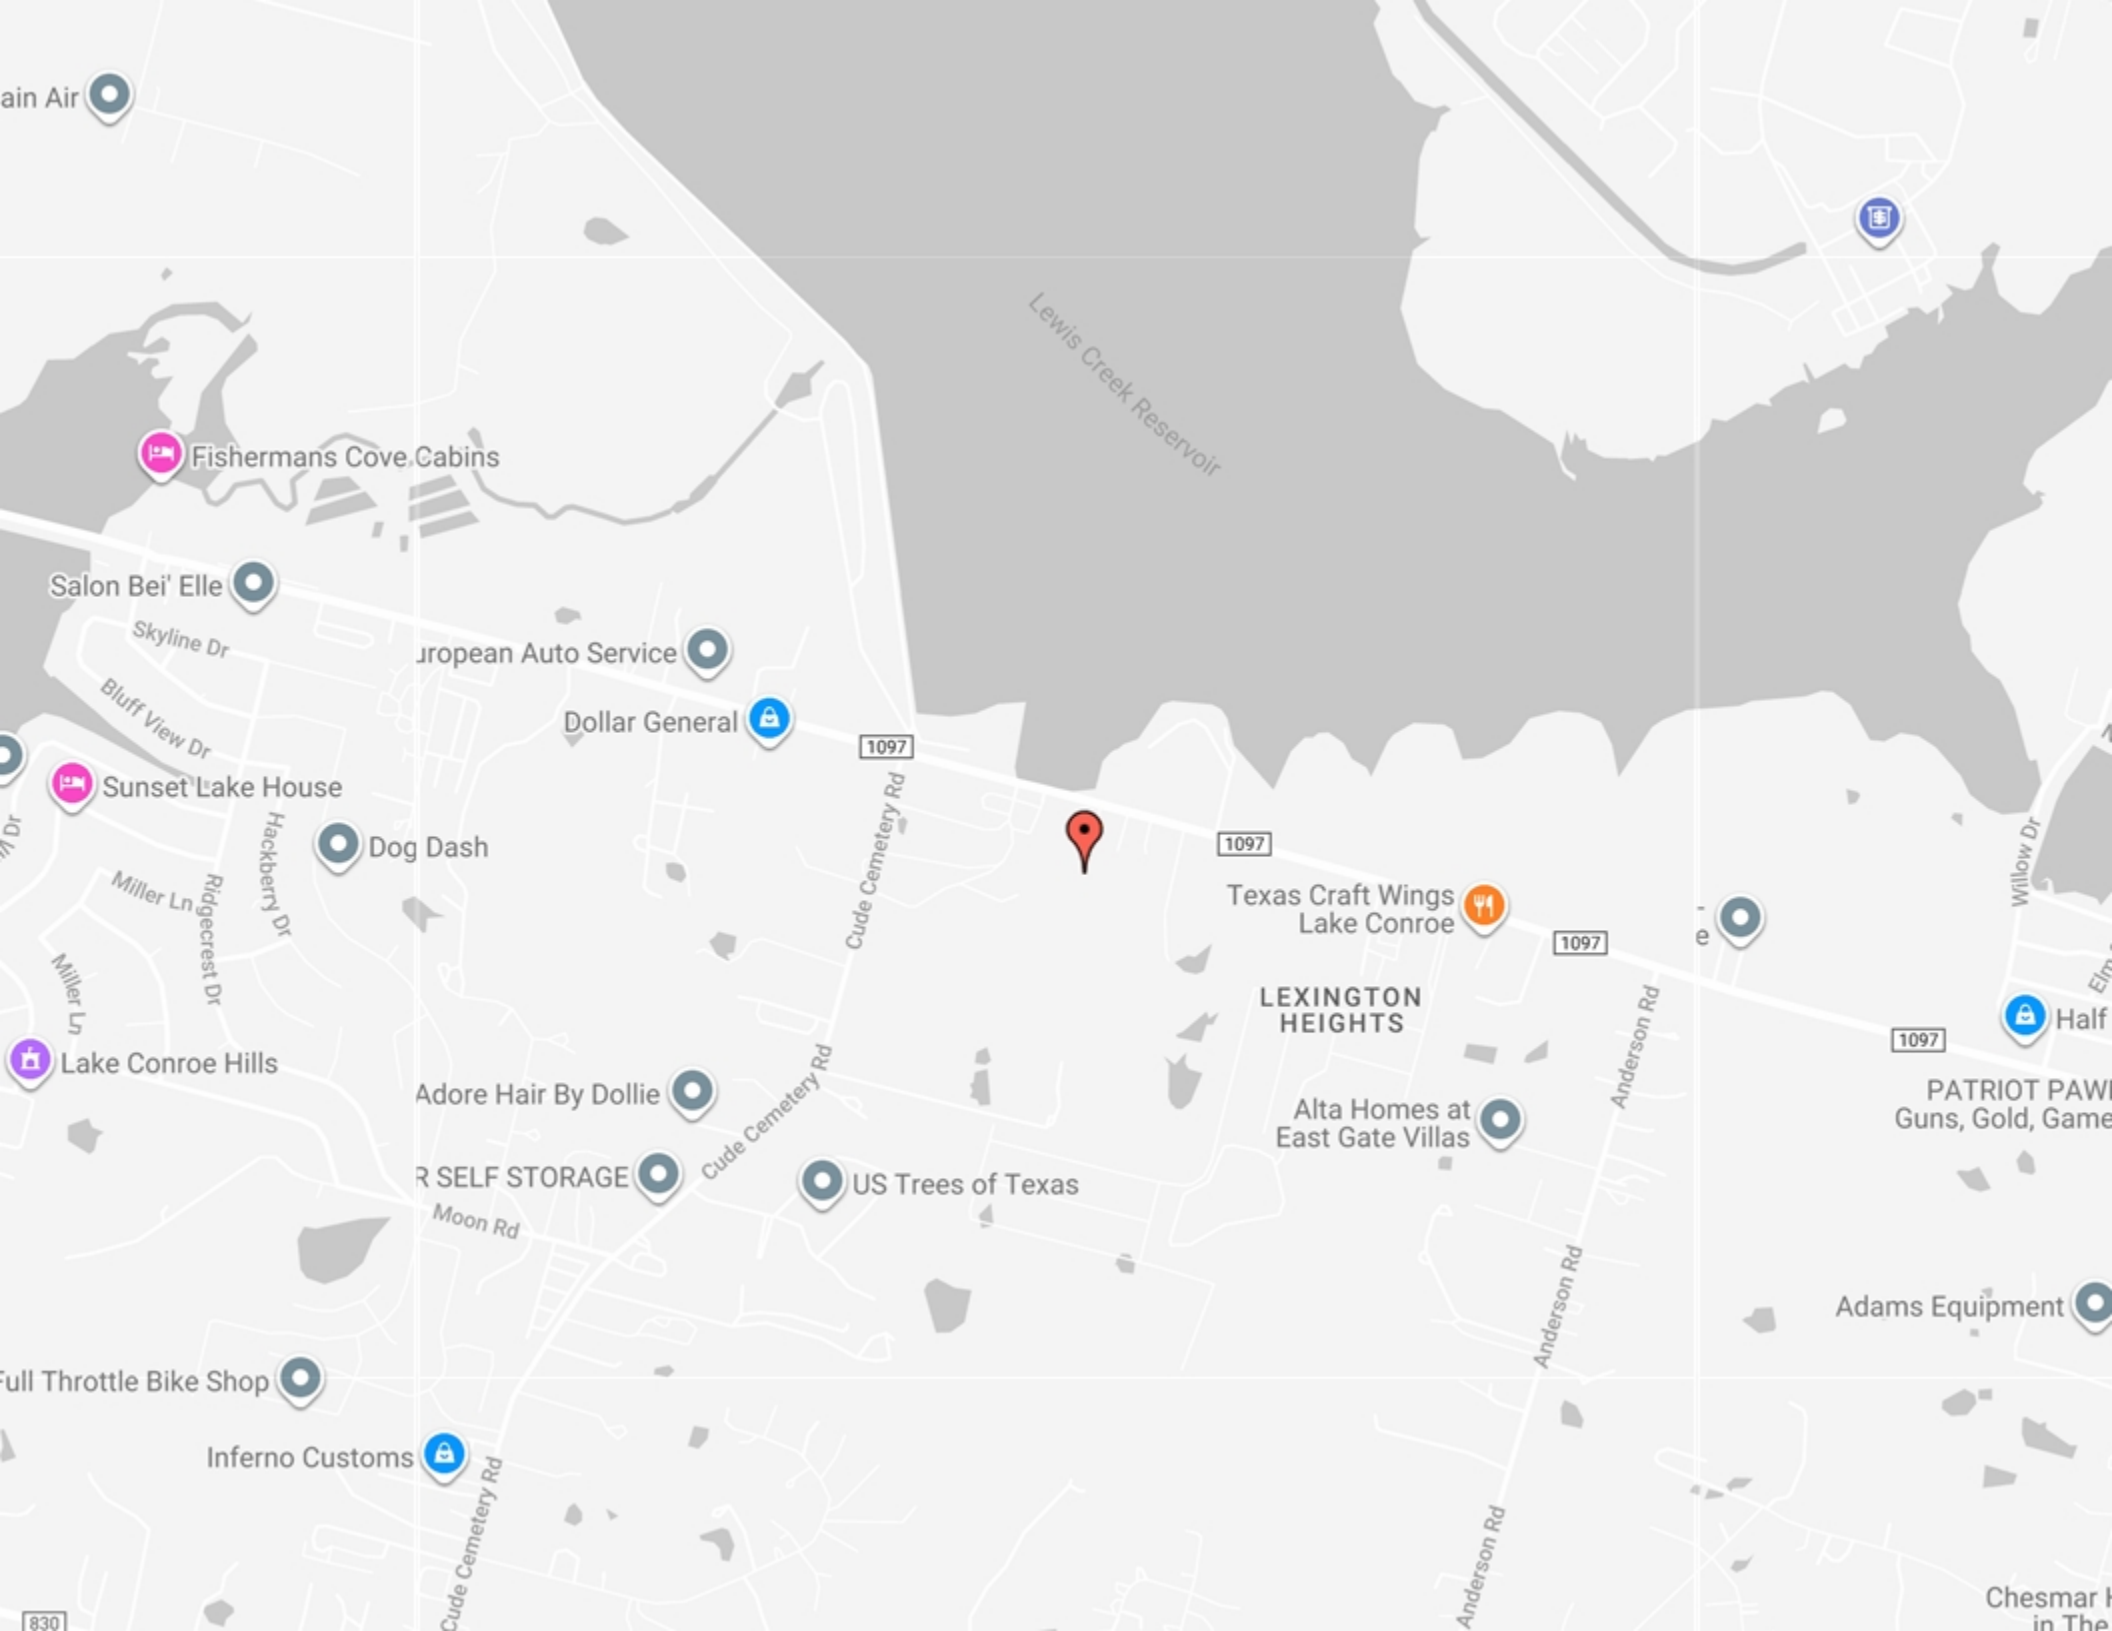 ain Air
Lewis Creek Reservoir
Fishermans Cove Cabins
Salon Bei' Elle
Skyline Dr
uropean Auto Service
Bluff View Dr
Dollar General
1097
Sunset Lake House
Cude Cemetery Rd
Hackberry Dr
Dog Dash
1097
Willow Dr
Miller Ln
Ridgecrest Dr
Texas Craft Wings
Lake Conroe
-
e
1097
Miller Ln
LEXINGTON
HEIGHTS
Anderson Rd
Elm
Half
1097
Lake Conroe Hills
Adore Hair By Dollie
Cude Cemetery Rd
PATRIOT PAW
Guns, Gold, Game
Alta Homes at
East Gate Villas
R SELF STORAGE
US Trees of Texas
Moon Rd
Anderson Rd
Adams Equipment
Full Throttle Bike Shop
Inferno Customs
Cude Cemetery Rd
Anderson Rd
830
Chesmar H
in The